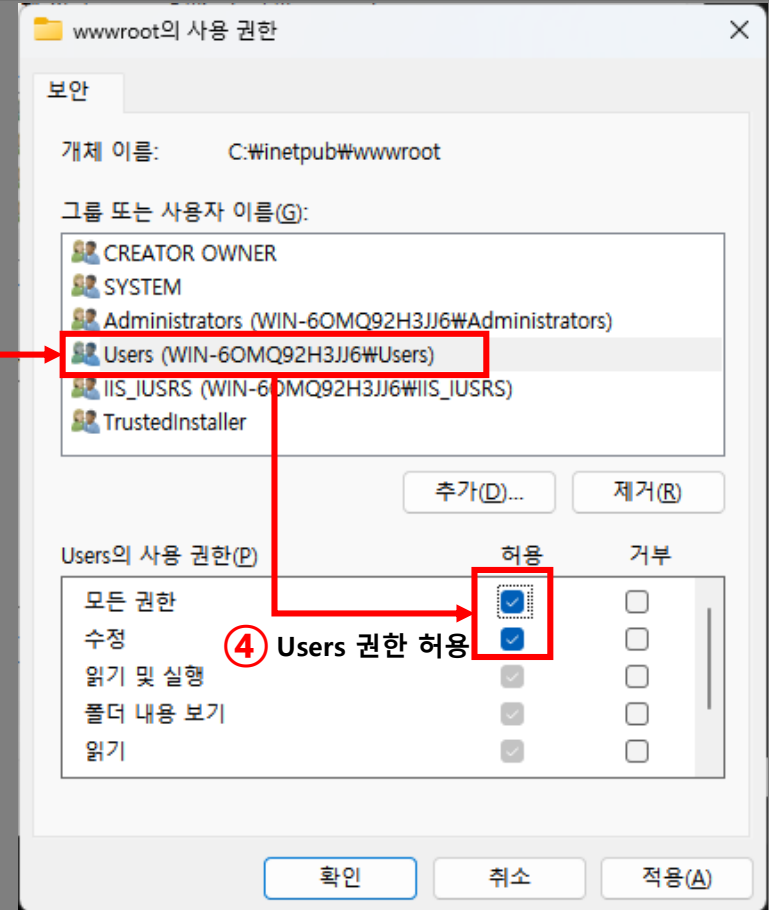 wwwroot의 사용 권한
보안
개체 이름: C:₩inetpub₩wwwroot
그룹 또는 사용자 이름(G):
CREATOR OWNER
SYSTEM
Administrators (WIN-6OMQ92H3JJ6₩Administrators)
Users (WIN-6OMQ92H3JJ6₩Users)
IIS_IUSRS (WIN-6OMQ92H3JJ6₩IIS_IUSRS)
TrustedInstaller
추가(D)... 제거(R)
Users의 사용 권한(P) 허용 거부
모든 권한
수정
④ Users 권한 허용
읽기 및 실행
폴더 내용 보기
읽기
확인 취소 적용(A)